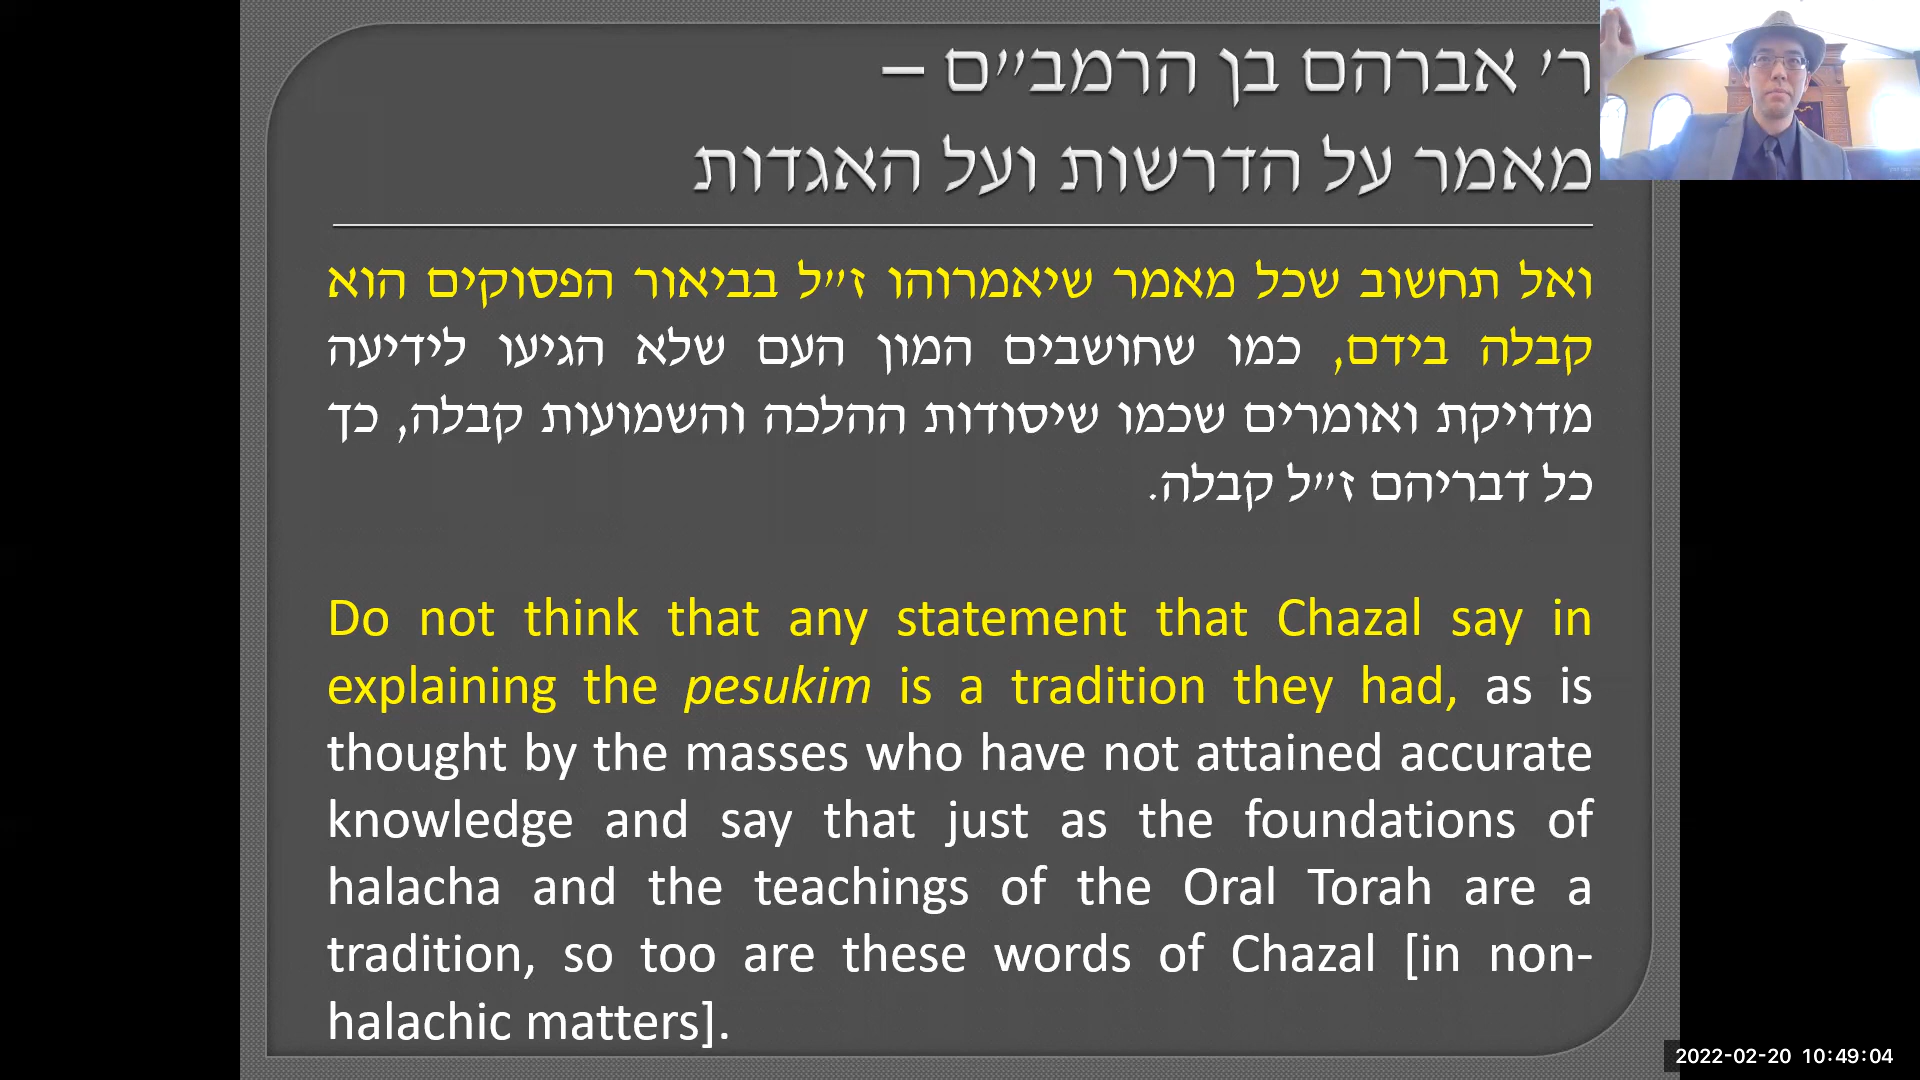 ר׳ אברהם בן הרמב״ם –
מאמר על הדרשות ועל האגדות
ואל תחשוב שכל מאמר שיאמרוהו ז״ל בביאור הפסוקים הוא
קבלה בידם, כמו שחושבים המון העם שלא הגיעו לידיעה
מדויקת ואומרים שכמו שיסודות ההלכה והשמועות קבלה, כך
כל דבריהם ז״ל קבלה.
Do not think that any statement that Chazal say in
explaining the pesukim is a tradition they had, as is
thought by the masses who have not attained accurate
knowledge and say that just as the foundations of
halacha and the teachings of the Oral Torah are a
tradition, so too are these words of Chazal [in non-
halachic matters].
2022-02-20 10:49:04